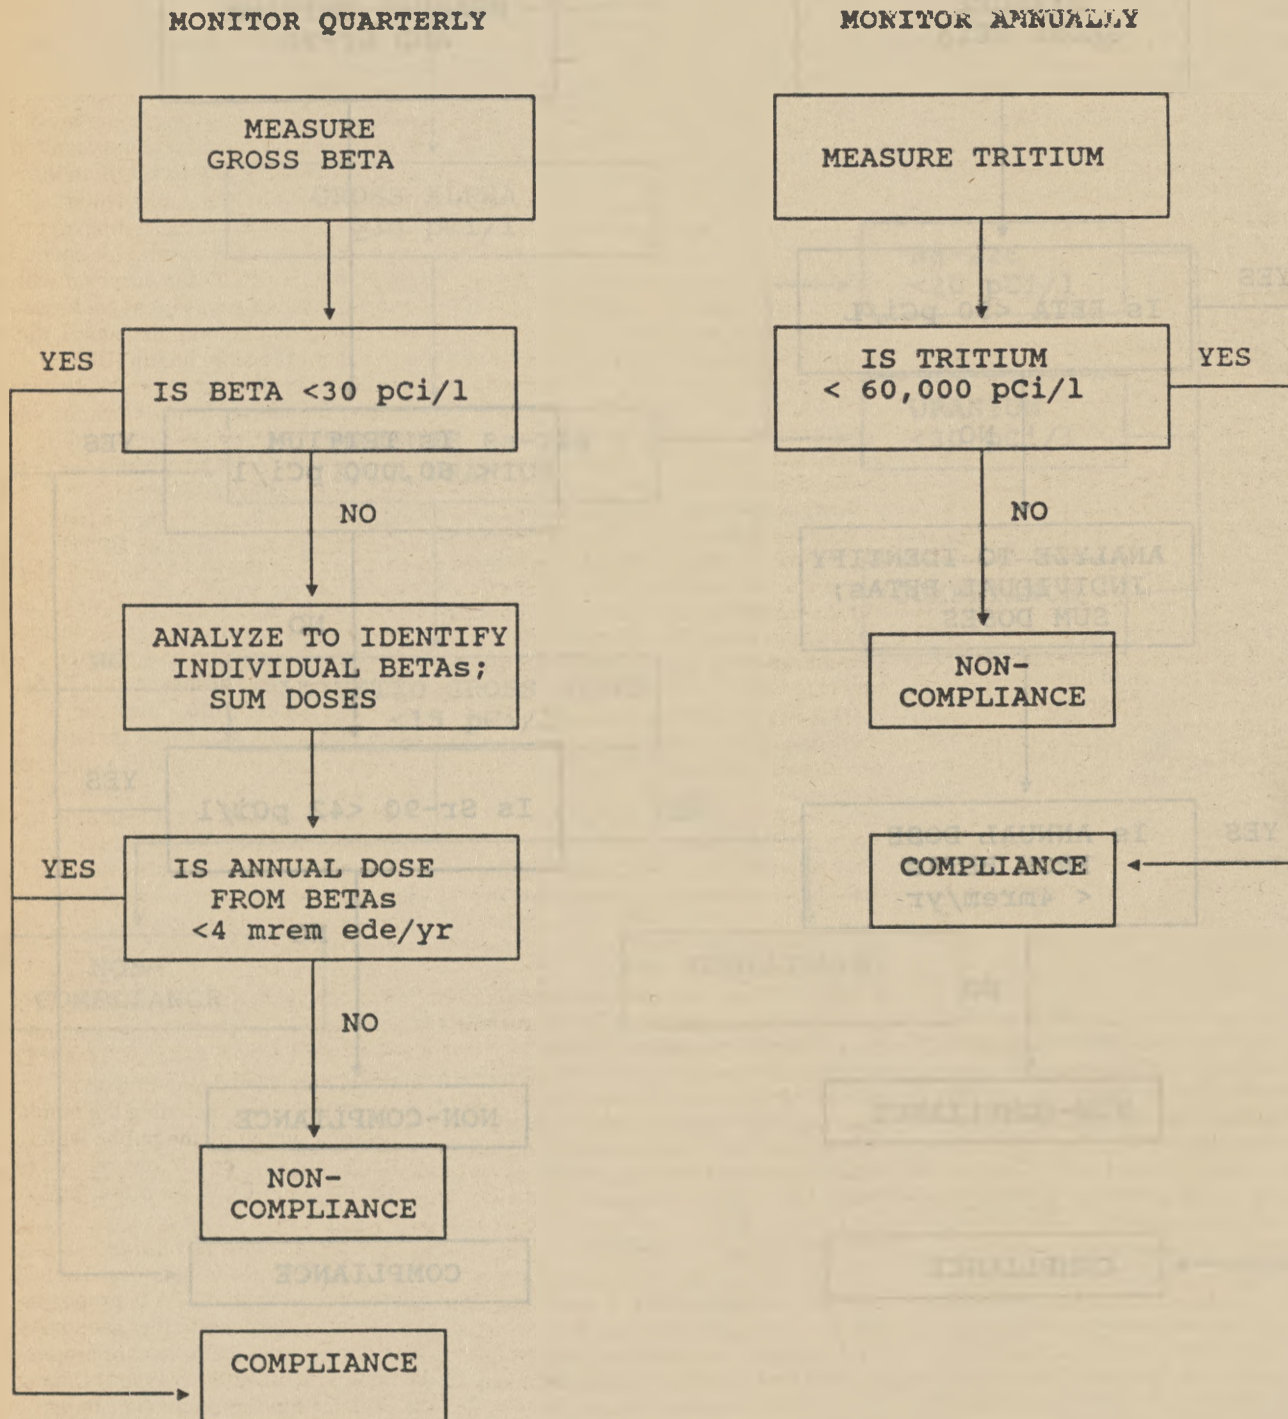 MONITOR QUARTERLY
MEASURE
GROSS BETA
YES
IS BETA <30 pCi/l
NO
ANALYZE TO IDENTIFY
INDIVIDUAL BETAs;
SUM DOSES
YES
IS ANNUAL DOSE
FROM BETAs
<4 mrem ede/yr
NO
NON-
COMPLIANCE
COMPLIANCE
MONITOR ANNUALLY
MEASURE TRITIUM
IS TRITIUM
< 60,000 pCi/l
YES
NO
NON-
COMPLIANCE
COMPLIANCE